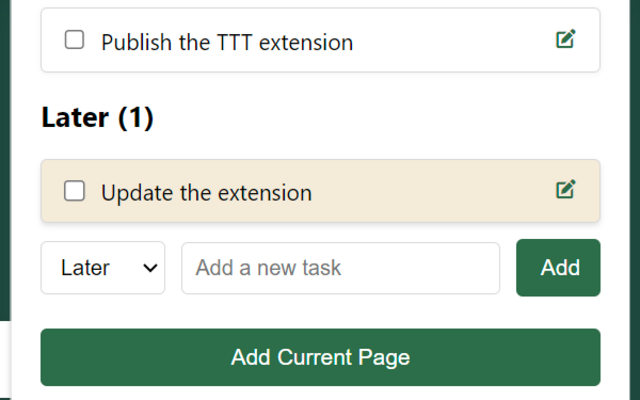 Publish the TTT extension
Later (1)
Update the extension
Later Add a new task Add
Add Current Page